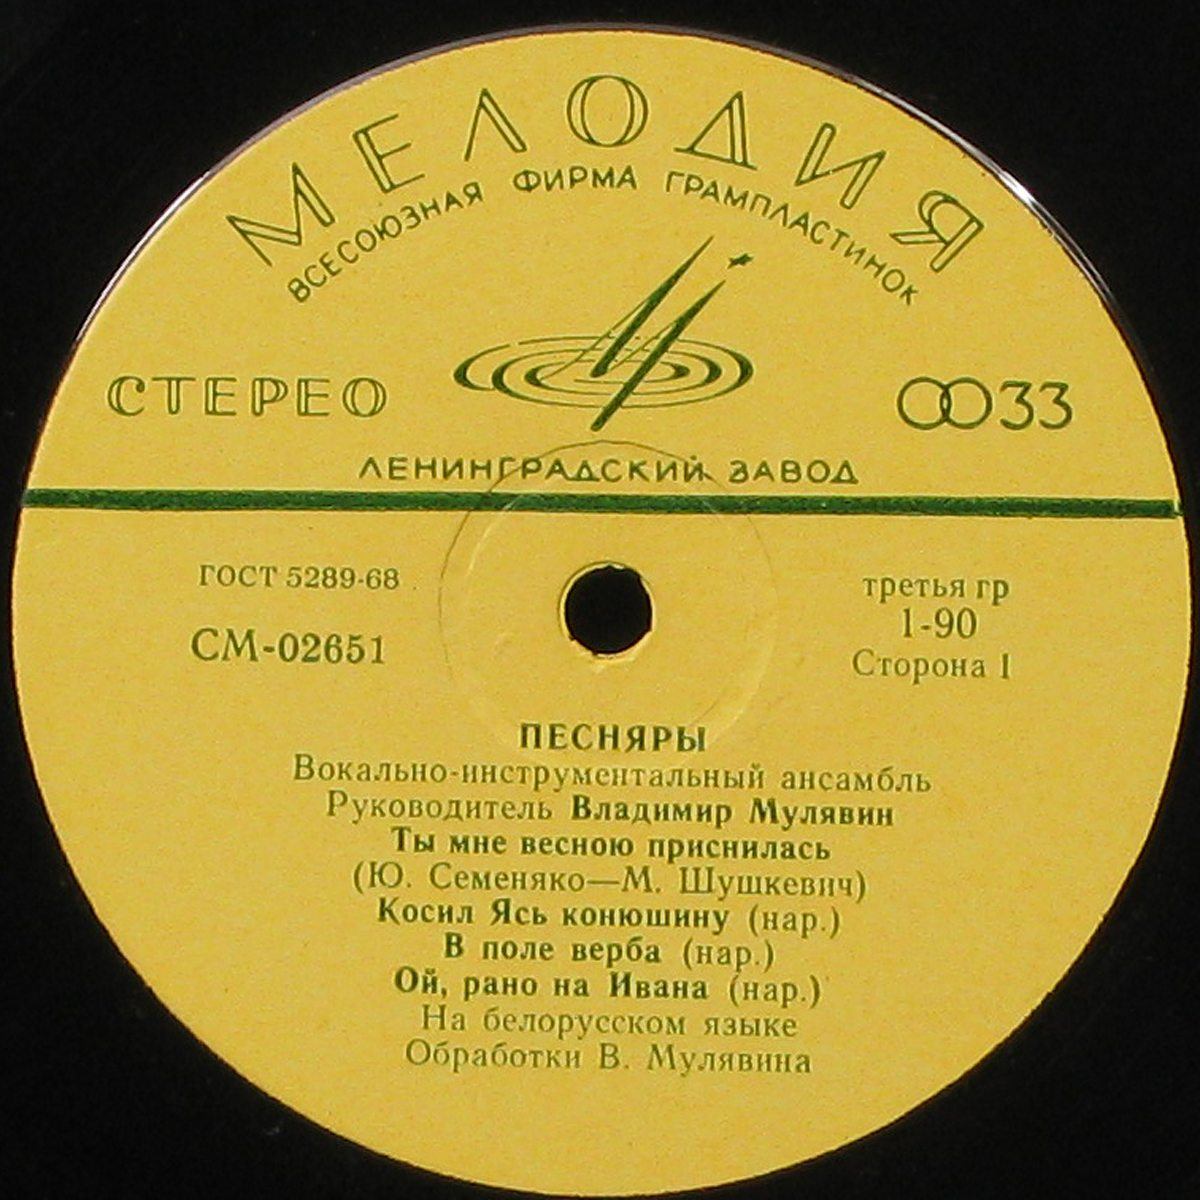 МЕЛОДИЯ
ВСЕСОЮЗНАЯ ФИРМА ГРАМПЛАСТИНОК
СТЕРЕО
33
ЛЕНИНГРАДСКИЙ ЗАВОД
ГОСТ 5289-68
СМ-02651
третья гр
1-90
Сторона 1
ПЕСНЯРЫ
Вокально-инструментальный ансамбль
Руководитель Владимир Мулявин
Ты мне весною приснилась
(Ю. Семеняко—М. Шушкевич)
Косил Ясь конюшину (нар.)
В поле верба (нар.)
Ой, рано на Ивана (нар.)
На белорусском языке
Обработки В. Мулявина